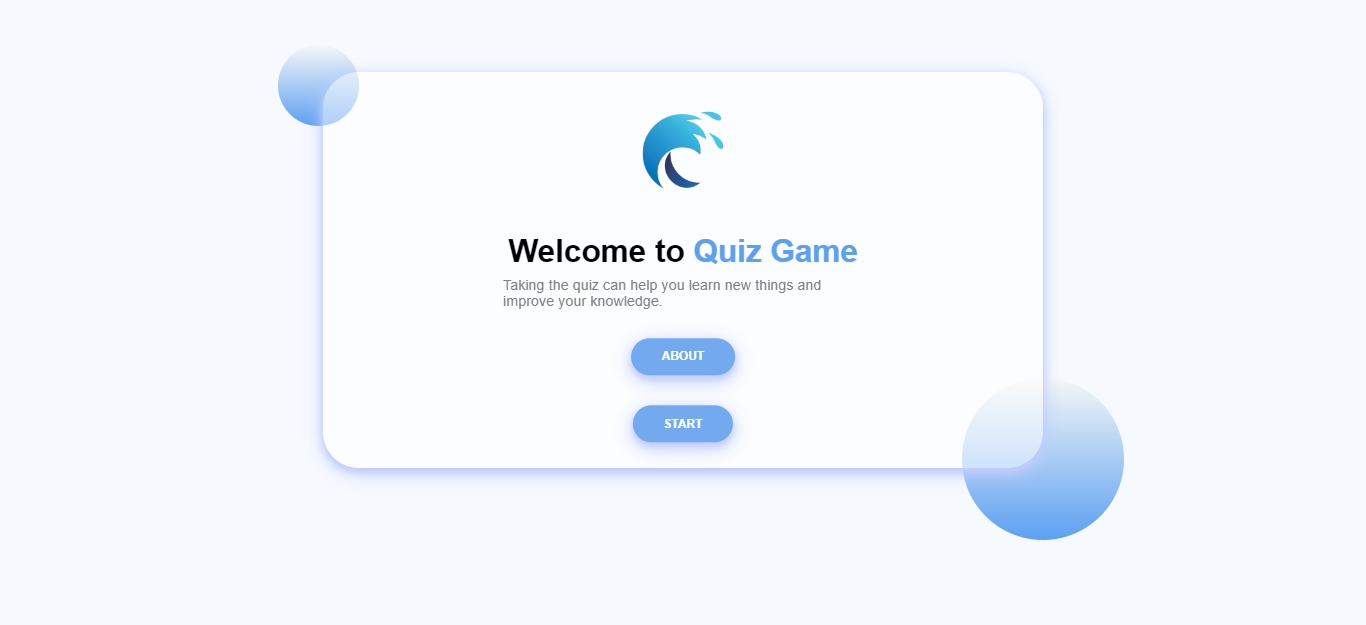 Welcome to Quiz Game
Taking the quiz can help you learn new things and
improve your knowledge.
ABOUT
START